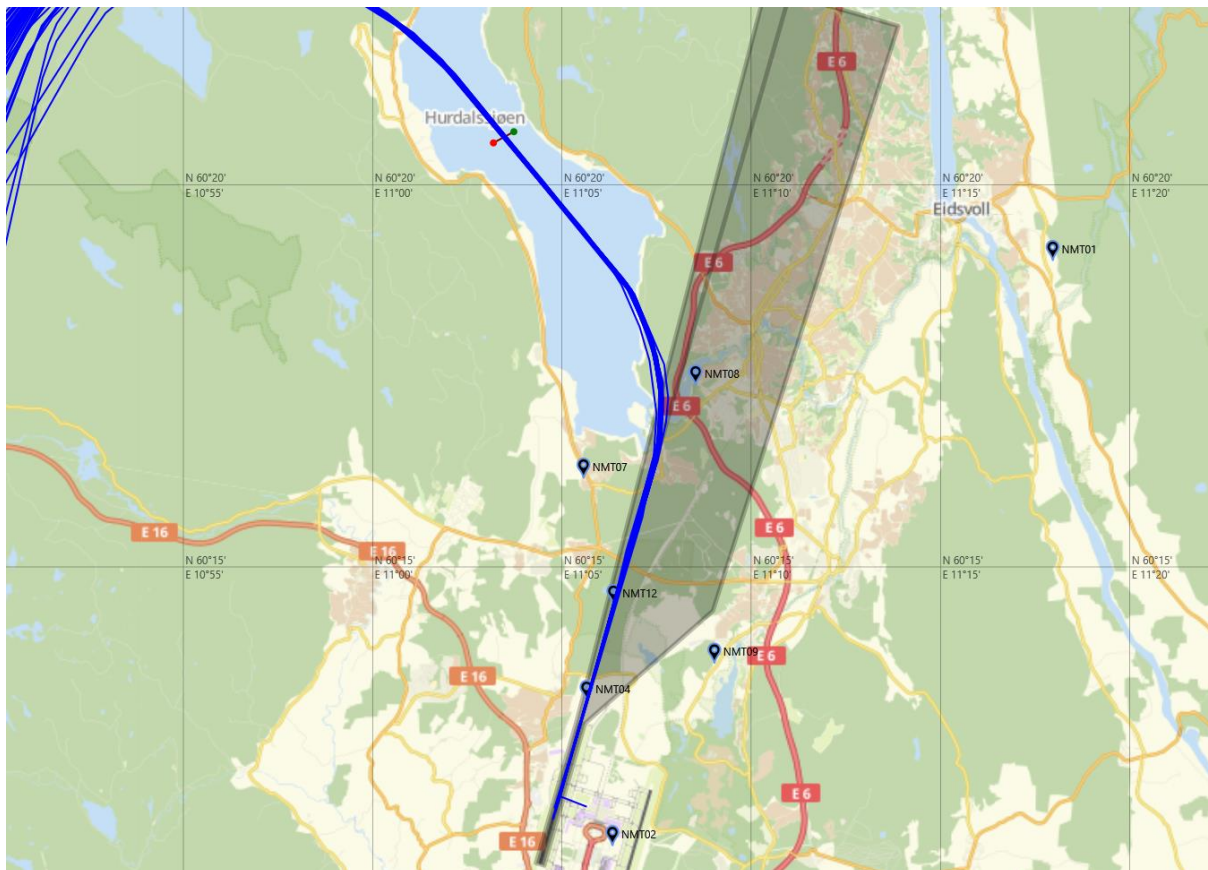 E 6
Hurdalssjøen
N 60°20'
E 10°55'
N 60°20'
E 11°00'
N 60°20'
E 11°05'
N 60°20'
E 11°10'
N 60°20'
E 11°15'
N 60°20'
E 11°20'
Eidsvoll
NMT01
E 6
NMT08
E 6
NMT07
E 6
E 16
E 16
N 60°15'
E 10°55'
N 60°15'
E 11°00'
N 60°15'
E 11°05'
N 60°15'
E 11°10'
N 60°15'
E 11°15'
N 60°15'
E 11°20'
NMT12
NMT09
E 6
E 16
NMT04
E 6
NMT02
E 16